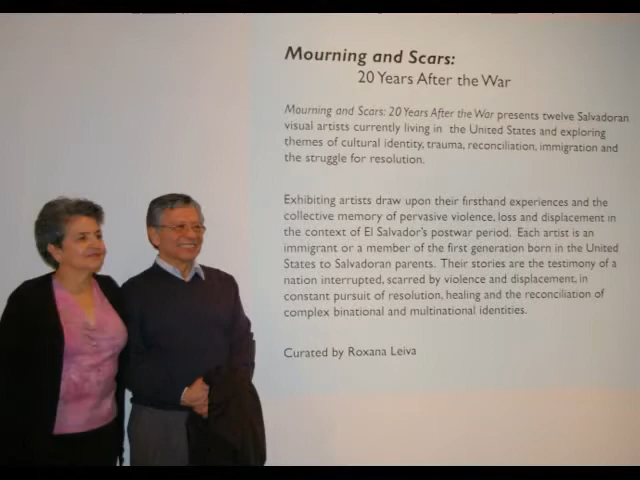 Mourning and Scars:
20 Years After the War
Mourning and Scars: 20 Years After the War presents twelve Salvadoran
visual artists currently living in the United States and exploring
themes of cultural identity, trauma, reconciliation, immigration and
the struggle for resolution.
Exhibiting artists draw upon their firsthand experiences and the
collective memory of pervasive violence, loss and displacement in
the context of El Salvador's postwar period. Each artist is an
immigrant or a member of the first generation born in the United
States to Salvadoran parents. Their stories are the testimony of a
nation interrupted, scarred by violence and displacement, in
constant pursuit of resolution, healing and the reconciliation of
complex binational and multinational identities.
Curated by Roxana Leiva